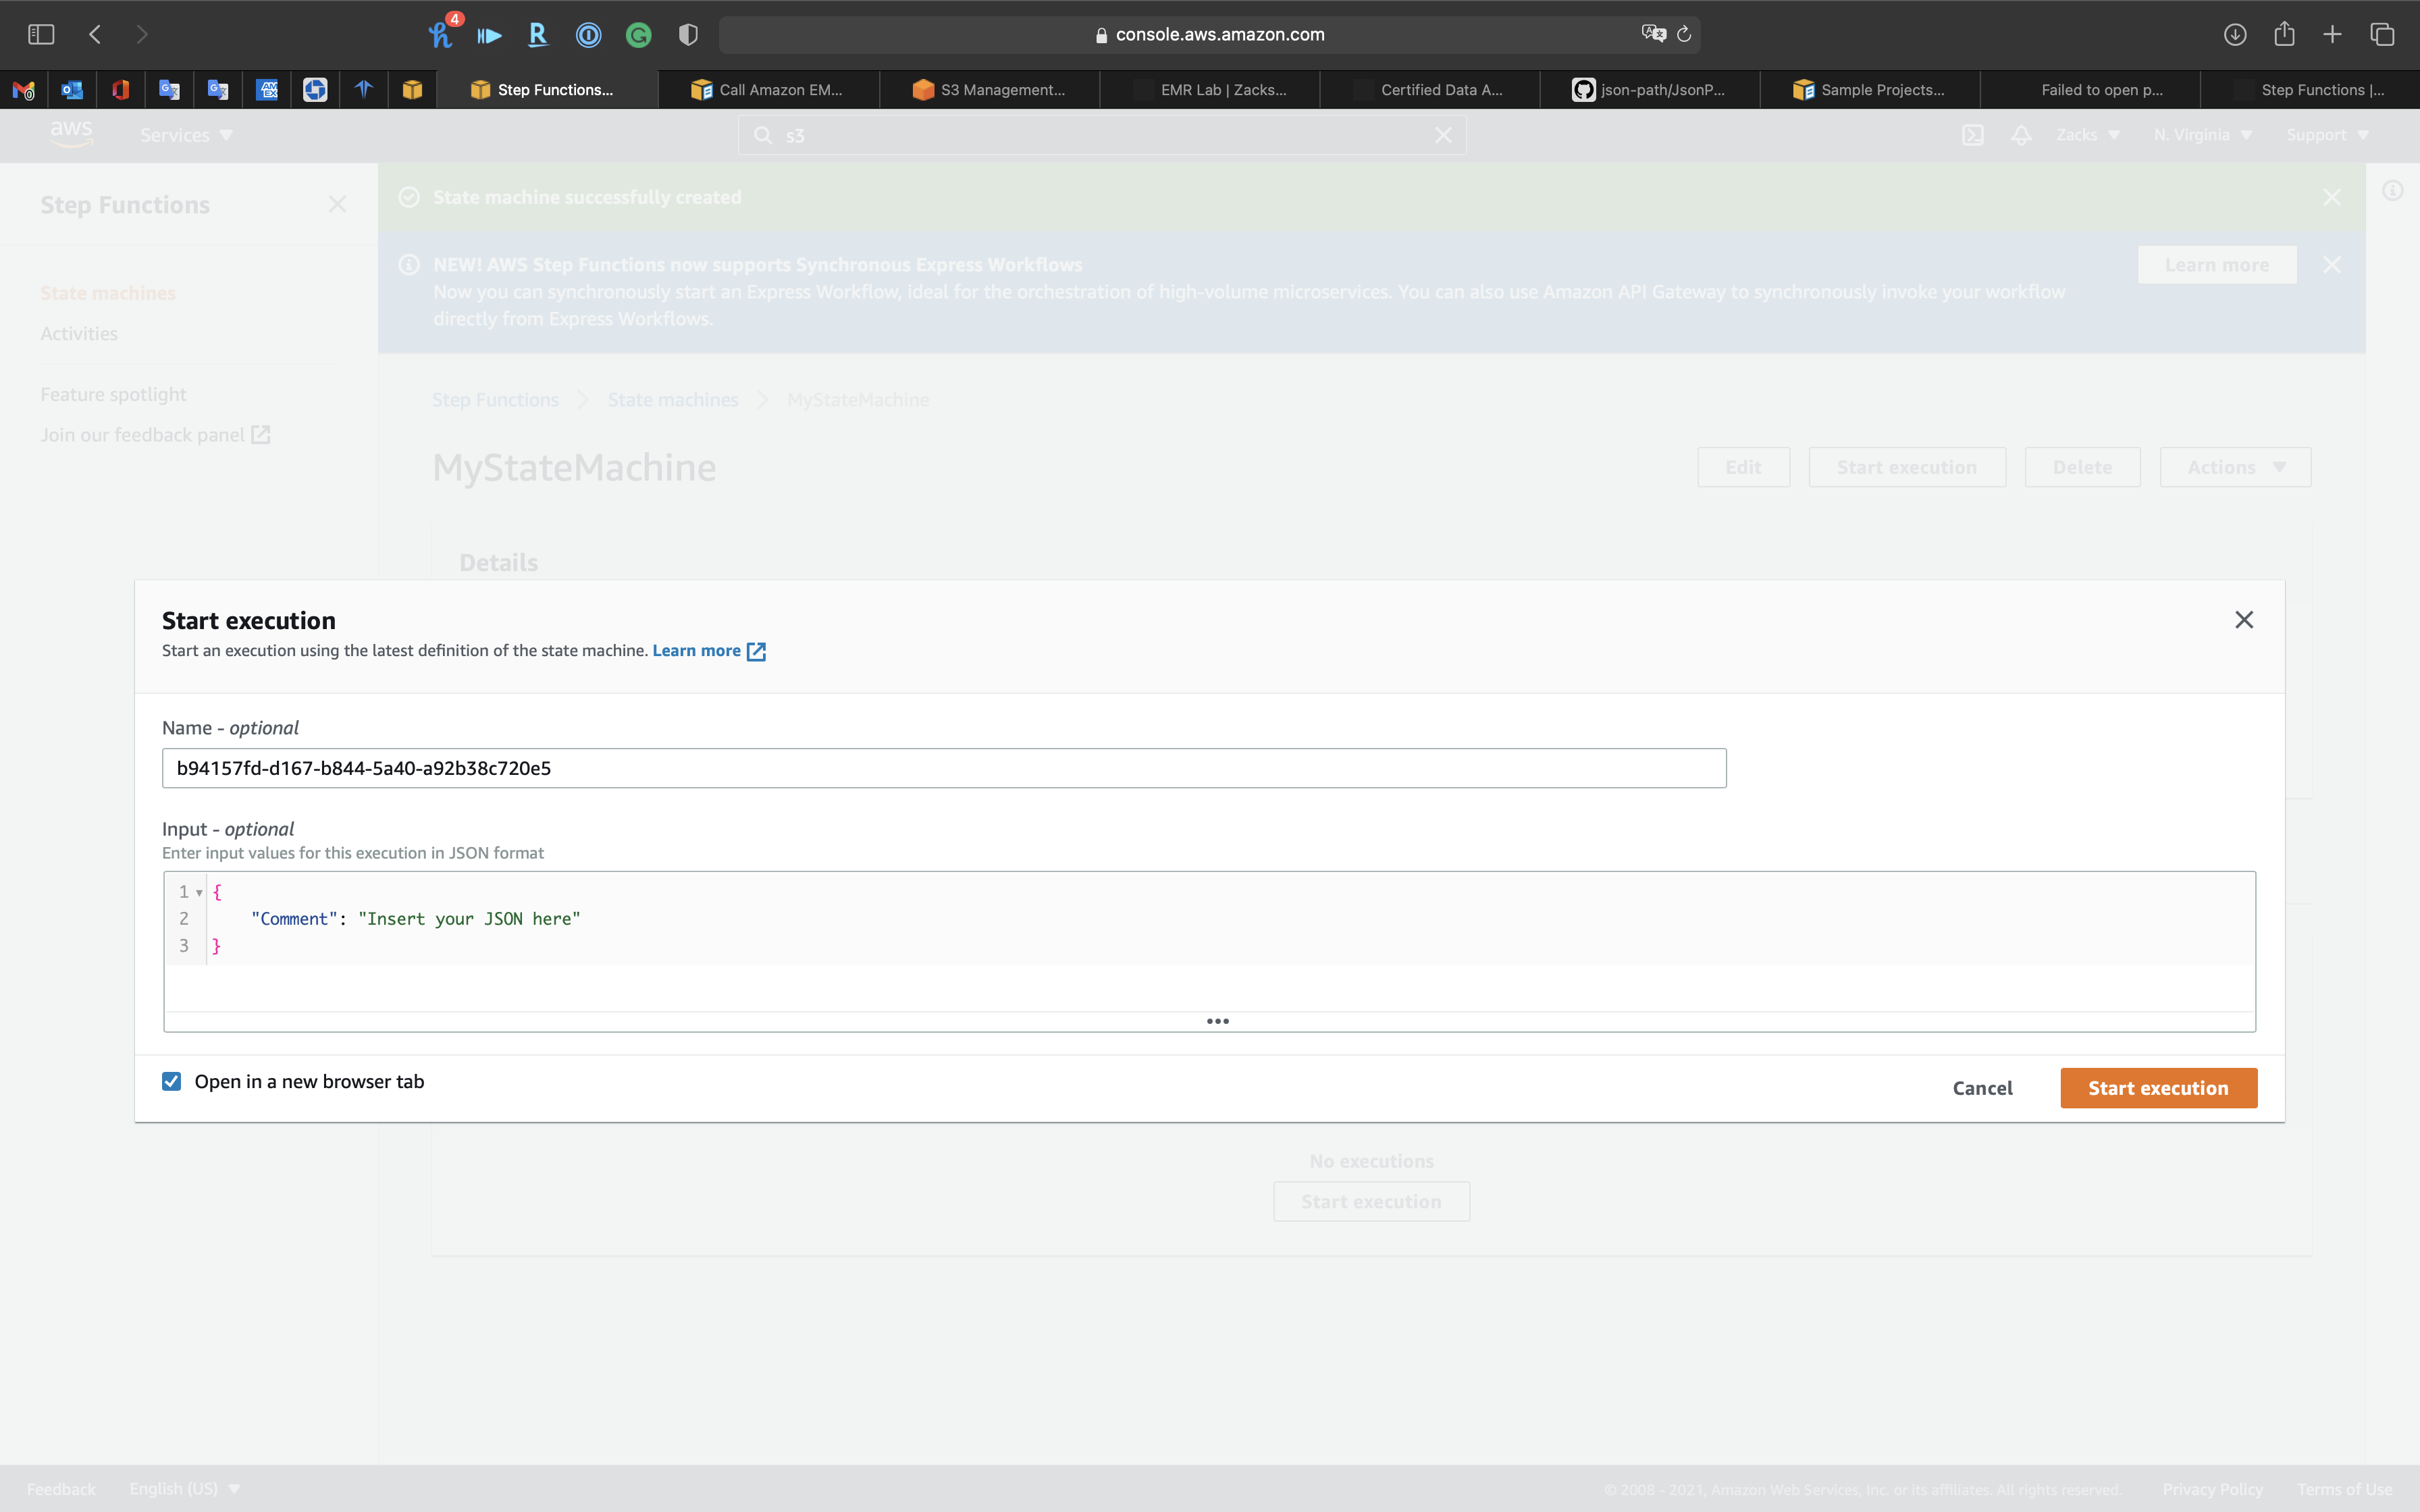 4
console.aws.amazon.com
Step Functions...
Call Amazon EM...
S3 Management...
EMR Lab | Zacks...
Certified Data A...
json-path/JsonP...
Sample Projects...
Failed to open p...
Step Functions |...
aws
Services
s3
Zacks
N. Virginia
Support
Step Functions
State machines
Activities
Feature spotlight
Join our feedback panel
State machine successfully created
NEW! AWS Step Functions now supports Synchronous Express Workflows
Now you can synchronously start an Express Workflow, ideal for the orchestration of high-volume microservices. You can also use Amazon API Gateway to synchronously invoke your workflow
directly from Express Workflows.
Learn more
Step Functions State machines MyStateMachine
MyStateMachine
Edit
Start execution
Delete
Actions
Details
Start execution
Start an execution using the latest definition of the state machine. Learn more
Name - optional
b94157fd-d167-b844-5a40-a92b38c720e5
Input - optional
Enter input values for this execution in JSON format
1 {
2 "Comment": "Insert your JSON here"
3 }
Open in a new browser tab
Cancel
Start execution
No executions
Start execution
Feedback
English (US)
© 2008 - 2021, Amazon Web Services, Inc. or its affiliates. All rights reserved.
Privacy Policy
Terms of Use